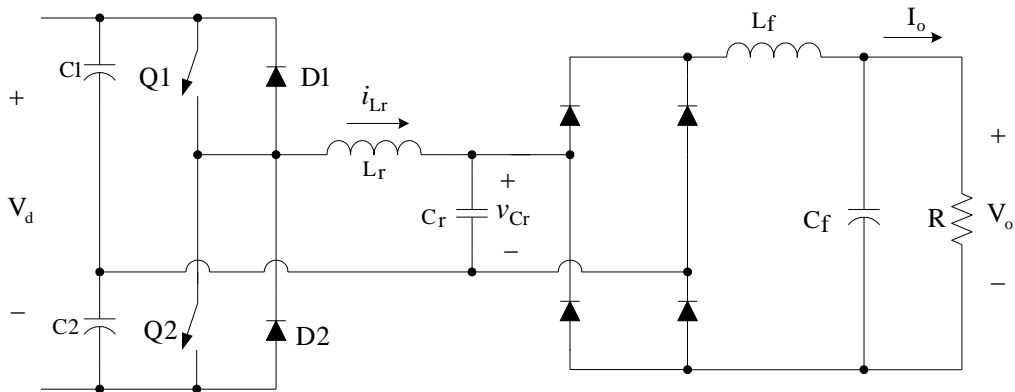 L_f
I_o
C1
Q1
D1
i_Lr
+
+
L_r
+
V_d
C_r
v_Cr
C_f
R
V_o
−
−
−
C2
Q2
D2